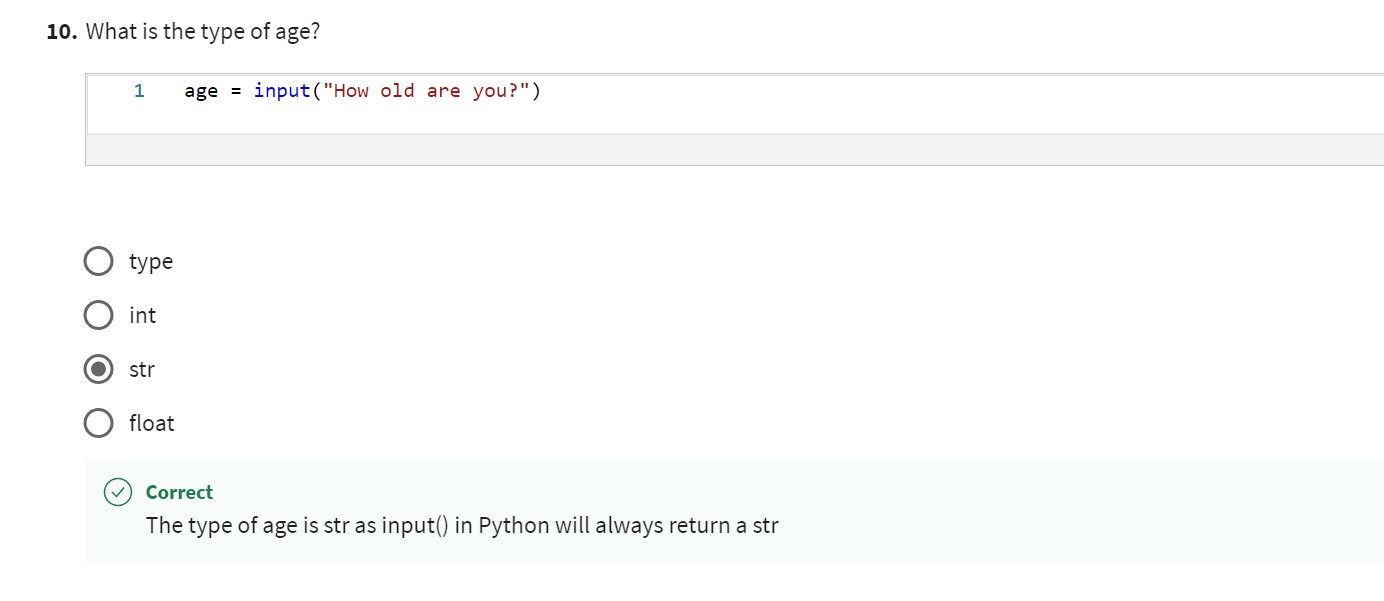 10. What is the type of age?
1 age = input("How old are you?")
type
int
str
float
Correct
The type of age is str as input() in Python will always return a str